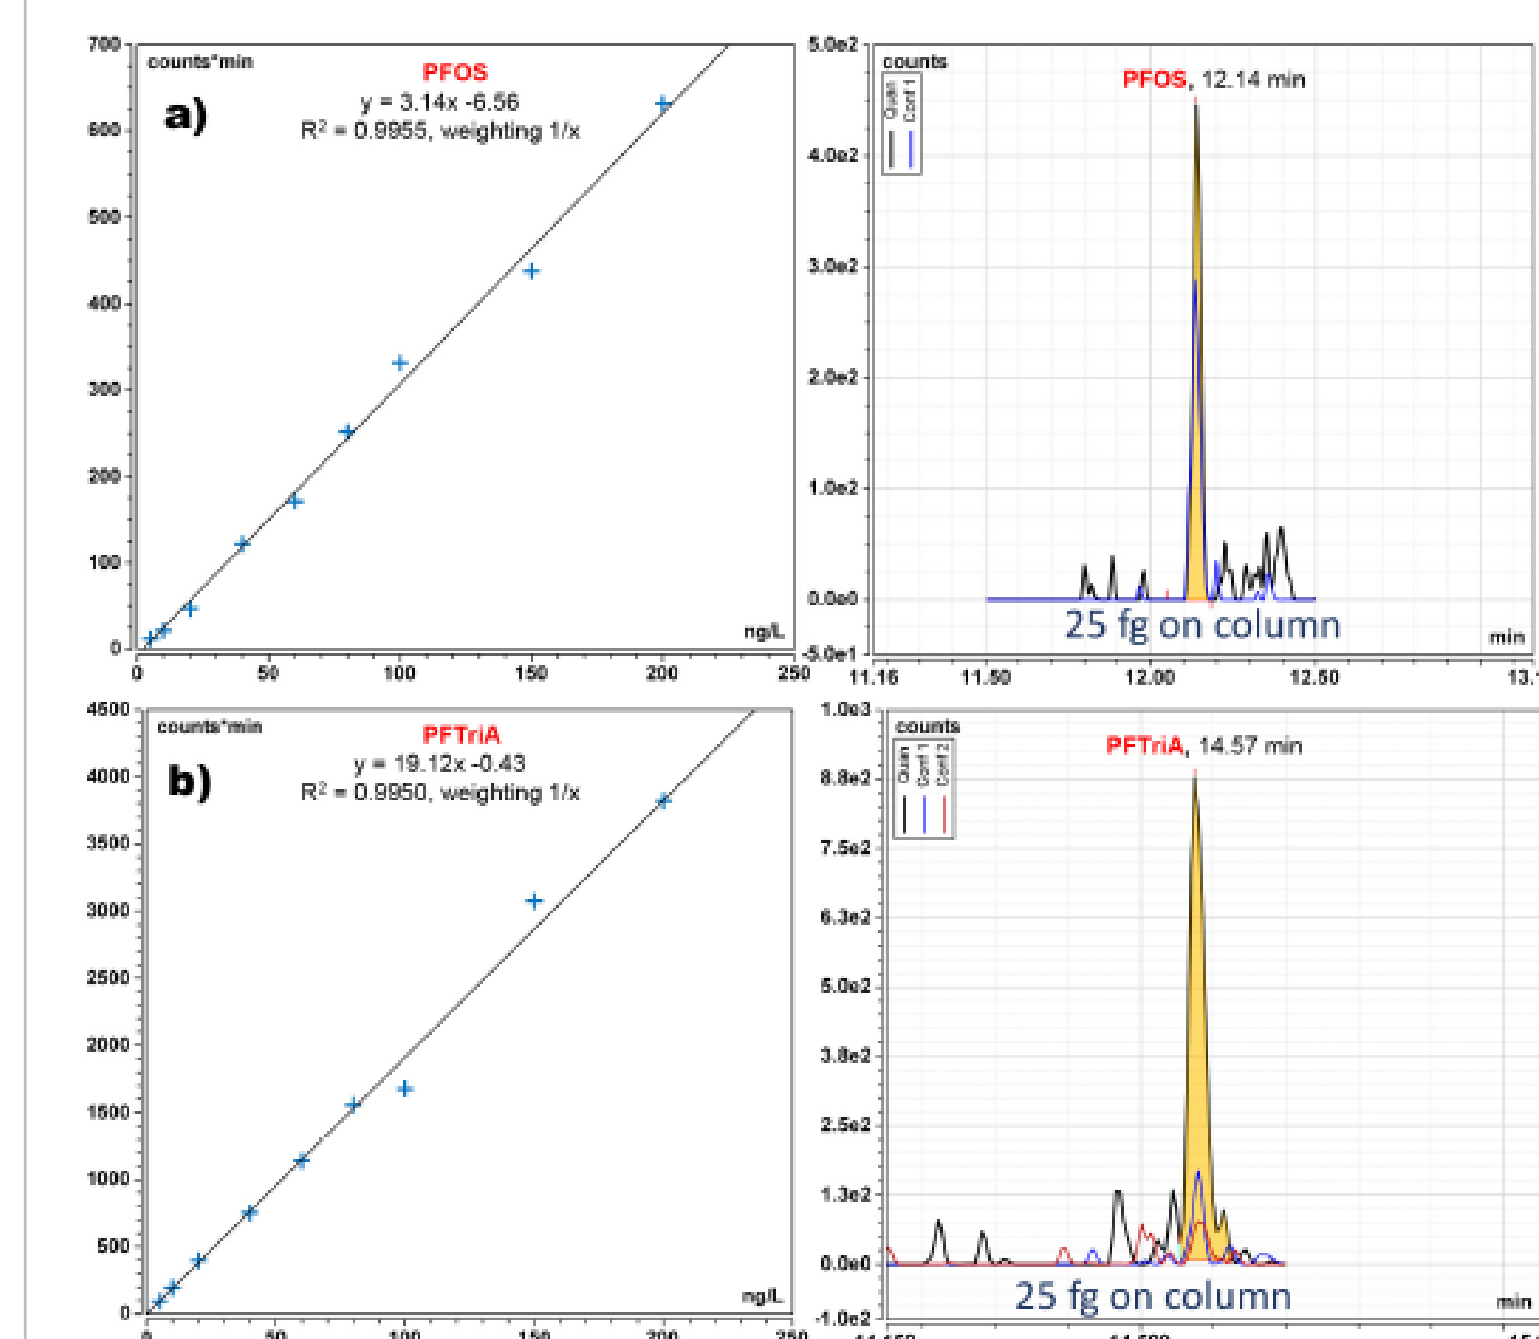 counts*min
PFOS
a)
y = 3.14x -6.56
R² = 0.9955, weighting 1/x
700
600
500
400
300
200
100
0
ng/L
0 50 100 150 200 250
5.0e2
counts
Quan
Conf 1
PFOS, 12.14 min
4.0e2
3.0e2
2.0e2
1.0e2
0.0e0
25 fg on column
-5.0e1
min
11.16 11.50 12.00 12.50
4500
counts*min
PFTriA
b)
y = 19.12x -0.43
R² = 0.9950, weighting 1/x
4000
3500
3000
2500
2000
1500
1000
500
0
ng/L
0 50 100 150 200 250
1.0e3
counts
Quan
Conf 1
Conf 2
PFTriA, 14.57 min
8.8e2
7.5e2
6.3e2
5.0e2
3.8e2
2.5e2
1.3e2
0.0e0
25 fg on column
-1.0e2
min